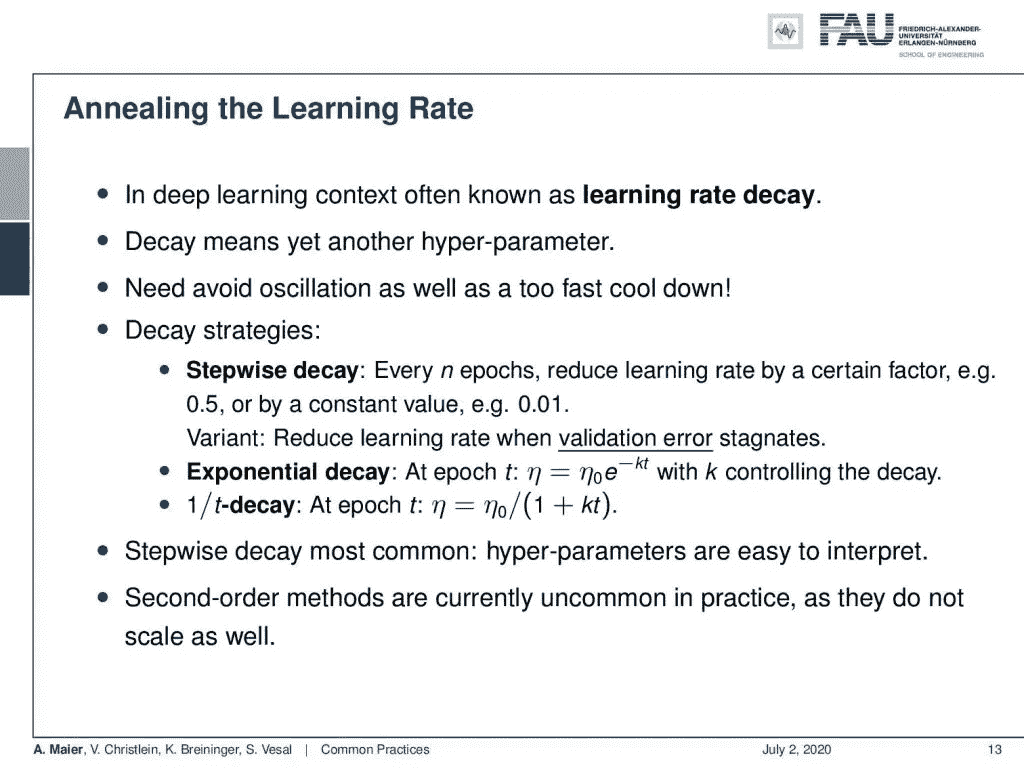 FAU
FRIEDRICH-ALEXANDER-
UNIVERSITÄT
ERLANGEN-NÜRNBERG
SCHOOL OF ENGINEERING
Annealing the Learning Rate
• In deep learning context often known as learning rate decay.
• Decay means yet another hyper-parameter.
• Need avoid oscillation as well as a too fast cool down!
• Decay strategies:
• Stepwise decay: Every n epochs, reduce learning rate by a certain factor, e.g.
0.5, or by a constant value, e.g. 0.01.
Variant: Reduce learning rate when validation error stagnates.
• Exponential decay: At epoch t: η = η₀e^{−kt} with k controlling the decay.
• 1/t-decay: At epoch t: η = η₀/(1 + kt).
• Stepwise decay most common: hyper-parameters are easy to interpret.
• Second-order methods are currently uncommon in practice, as they do not
scale as well.
A. Maier, V. Christlein, K. Breininger, S. Vesal | Common Practices July 2, 2020 13